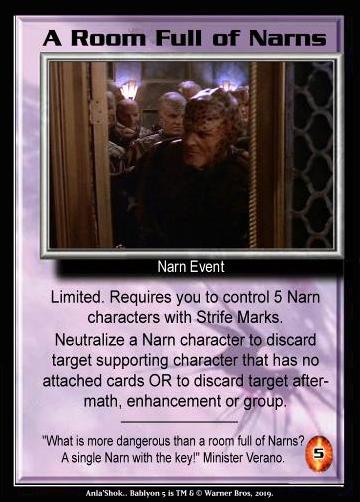 A Room Full of Narns
Narn Event
Limited. Requires you to control 5 Narn
characters with Strife Marks.
Neutralize a Narn character to discard
target supporting character that has no
attached cards OR to discard target after-
math, enhancement or group.
"What is more dangerous than a room full of Narns?
A single Narn with the key!" Minister Verano.
5
Anla'Shok.. Bablyon 5 is TM & © Warner Bros, 2019.